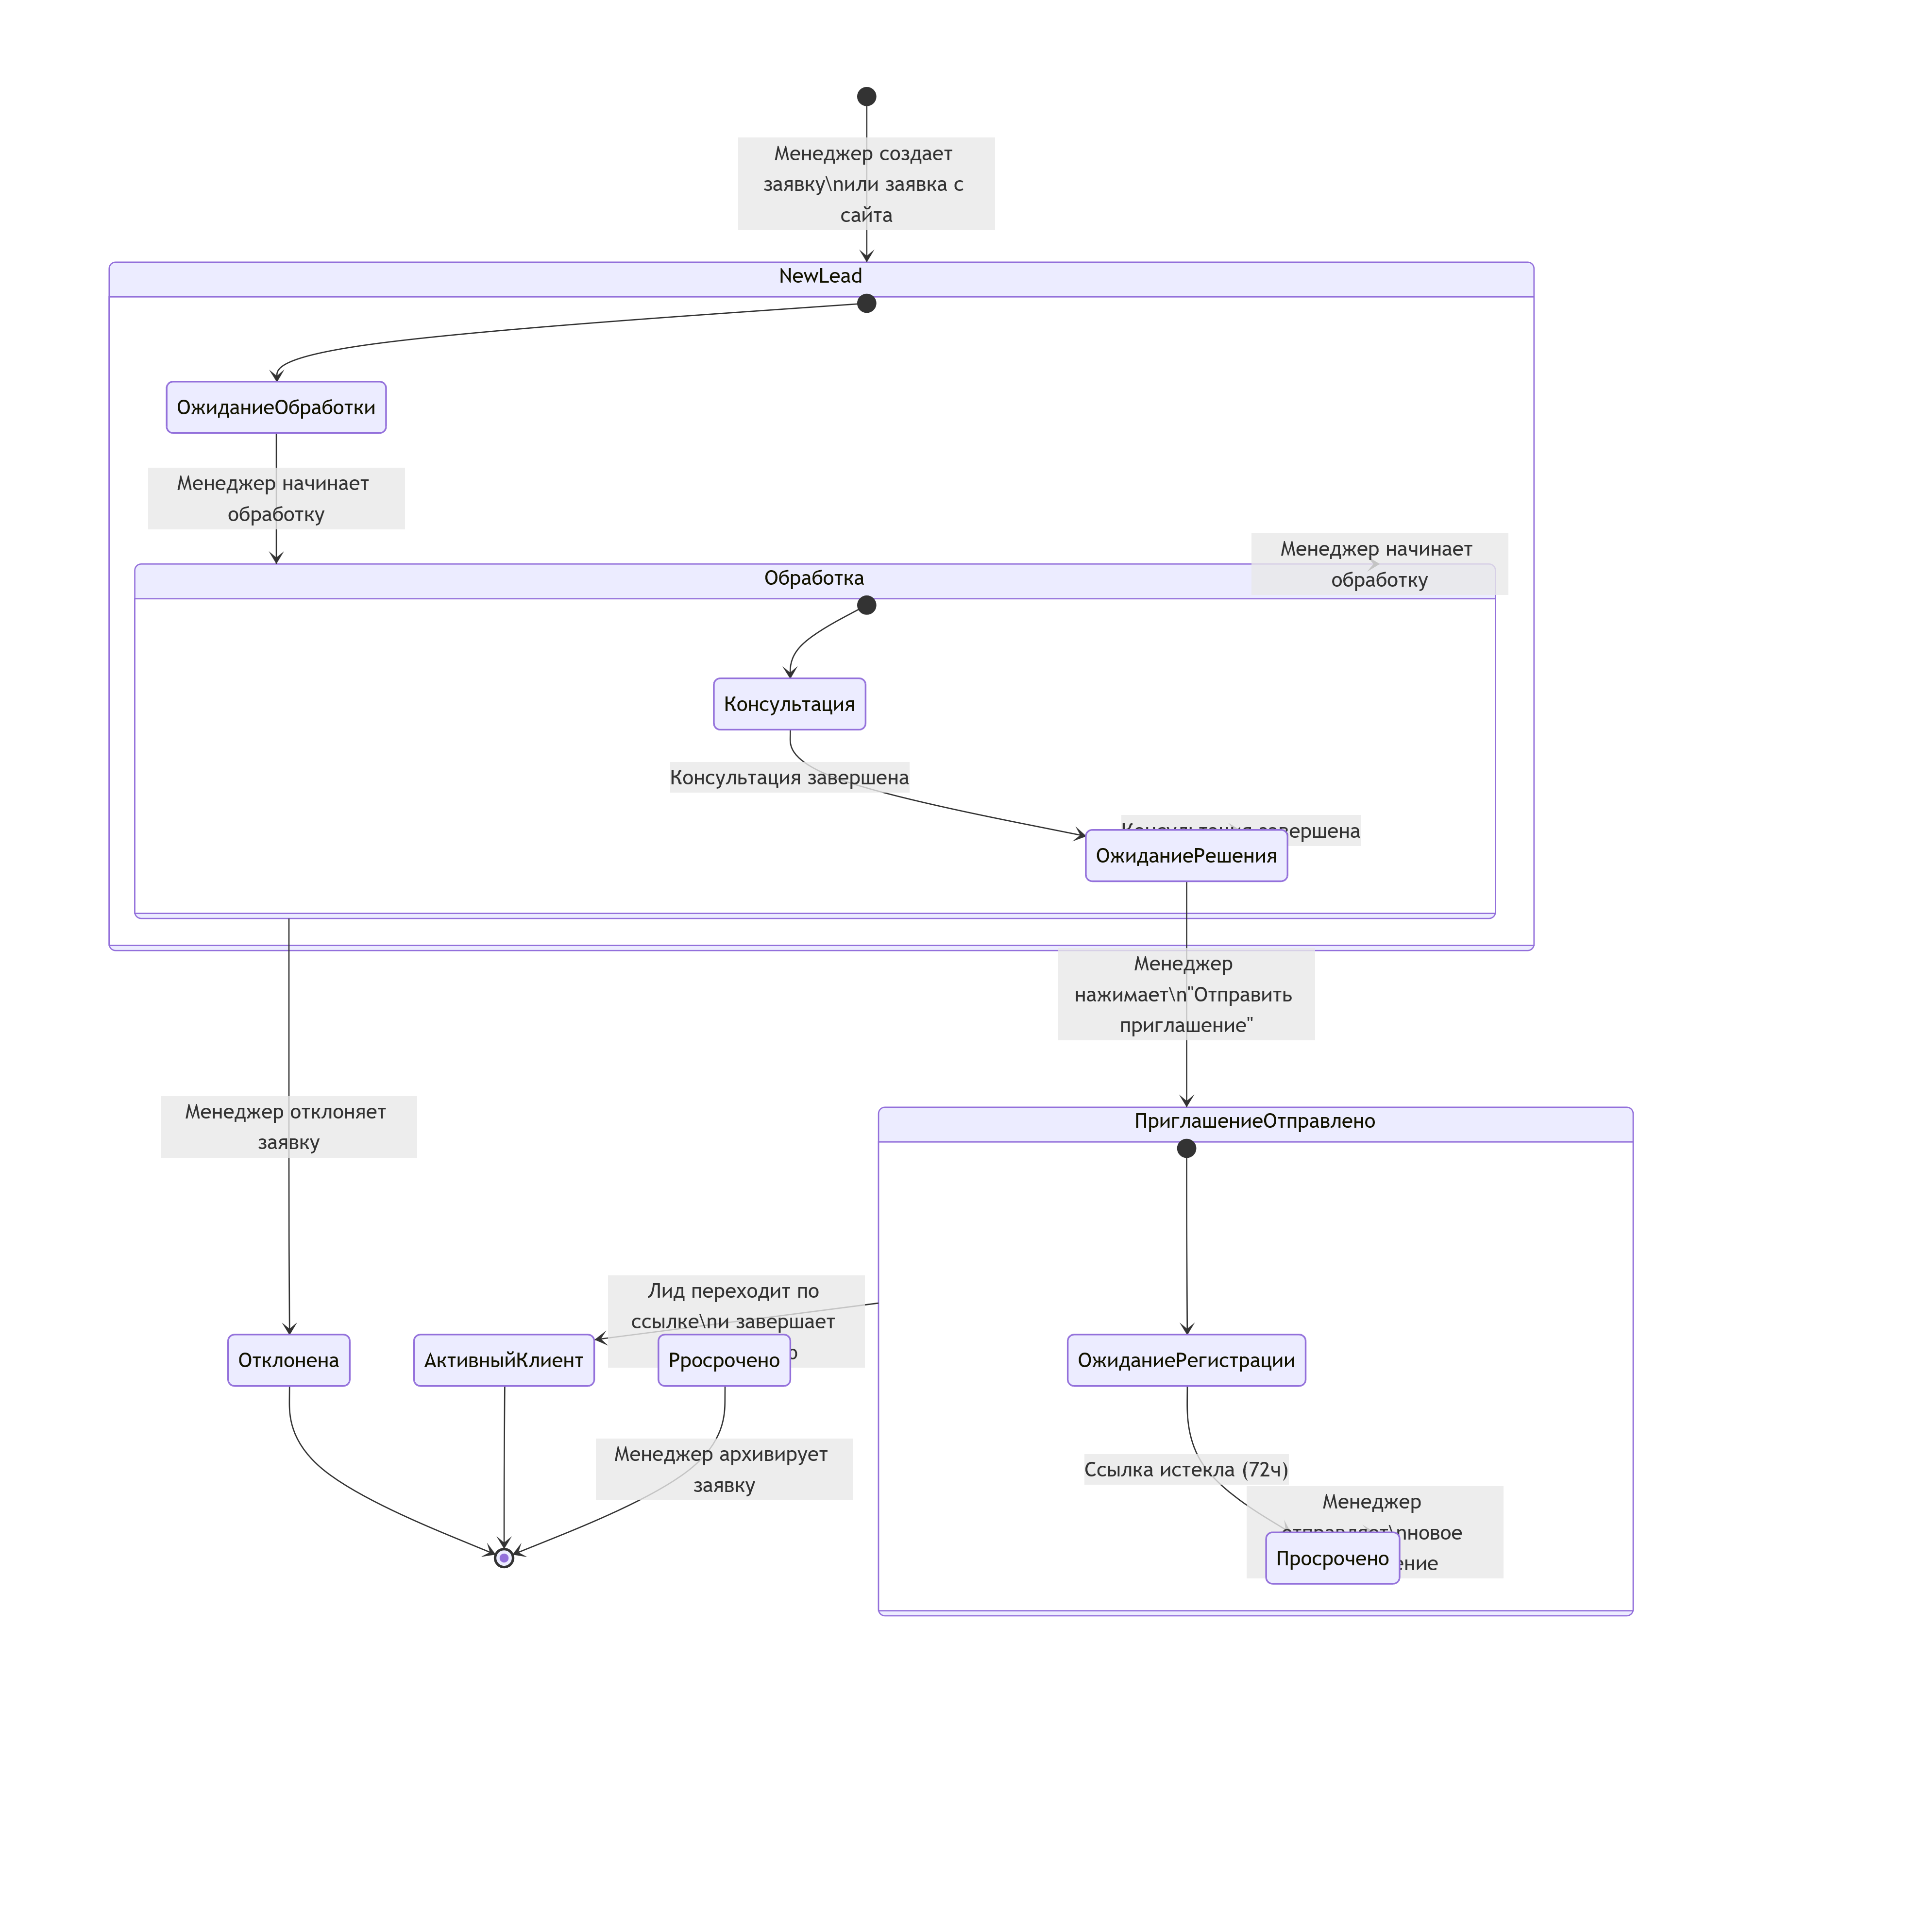 Менеджер создает
заявку\nили заявка с
сайта
NewLead
ОжиданиеОбработки
Менеджер начинает
обработку
Менеджер начинает
обработку
Обработка
Консультация
Консультация завершена
завершена
ОжиданиеРешения
Менеджер
нажимает\n"Отправить
приглашение"
Менеджер отклоняет
заявку
ПриглашениеОтправлено
Лид переходит по
ссылке\nи завершает
Отклонена
АктивныйКлиент
Рросрочено
ОжиданиеРегистрации
Менеджер архивирует
заявку
Ссылка истекла (72ч)
Менеджер
отправляет\nновое
Просрочено